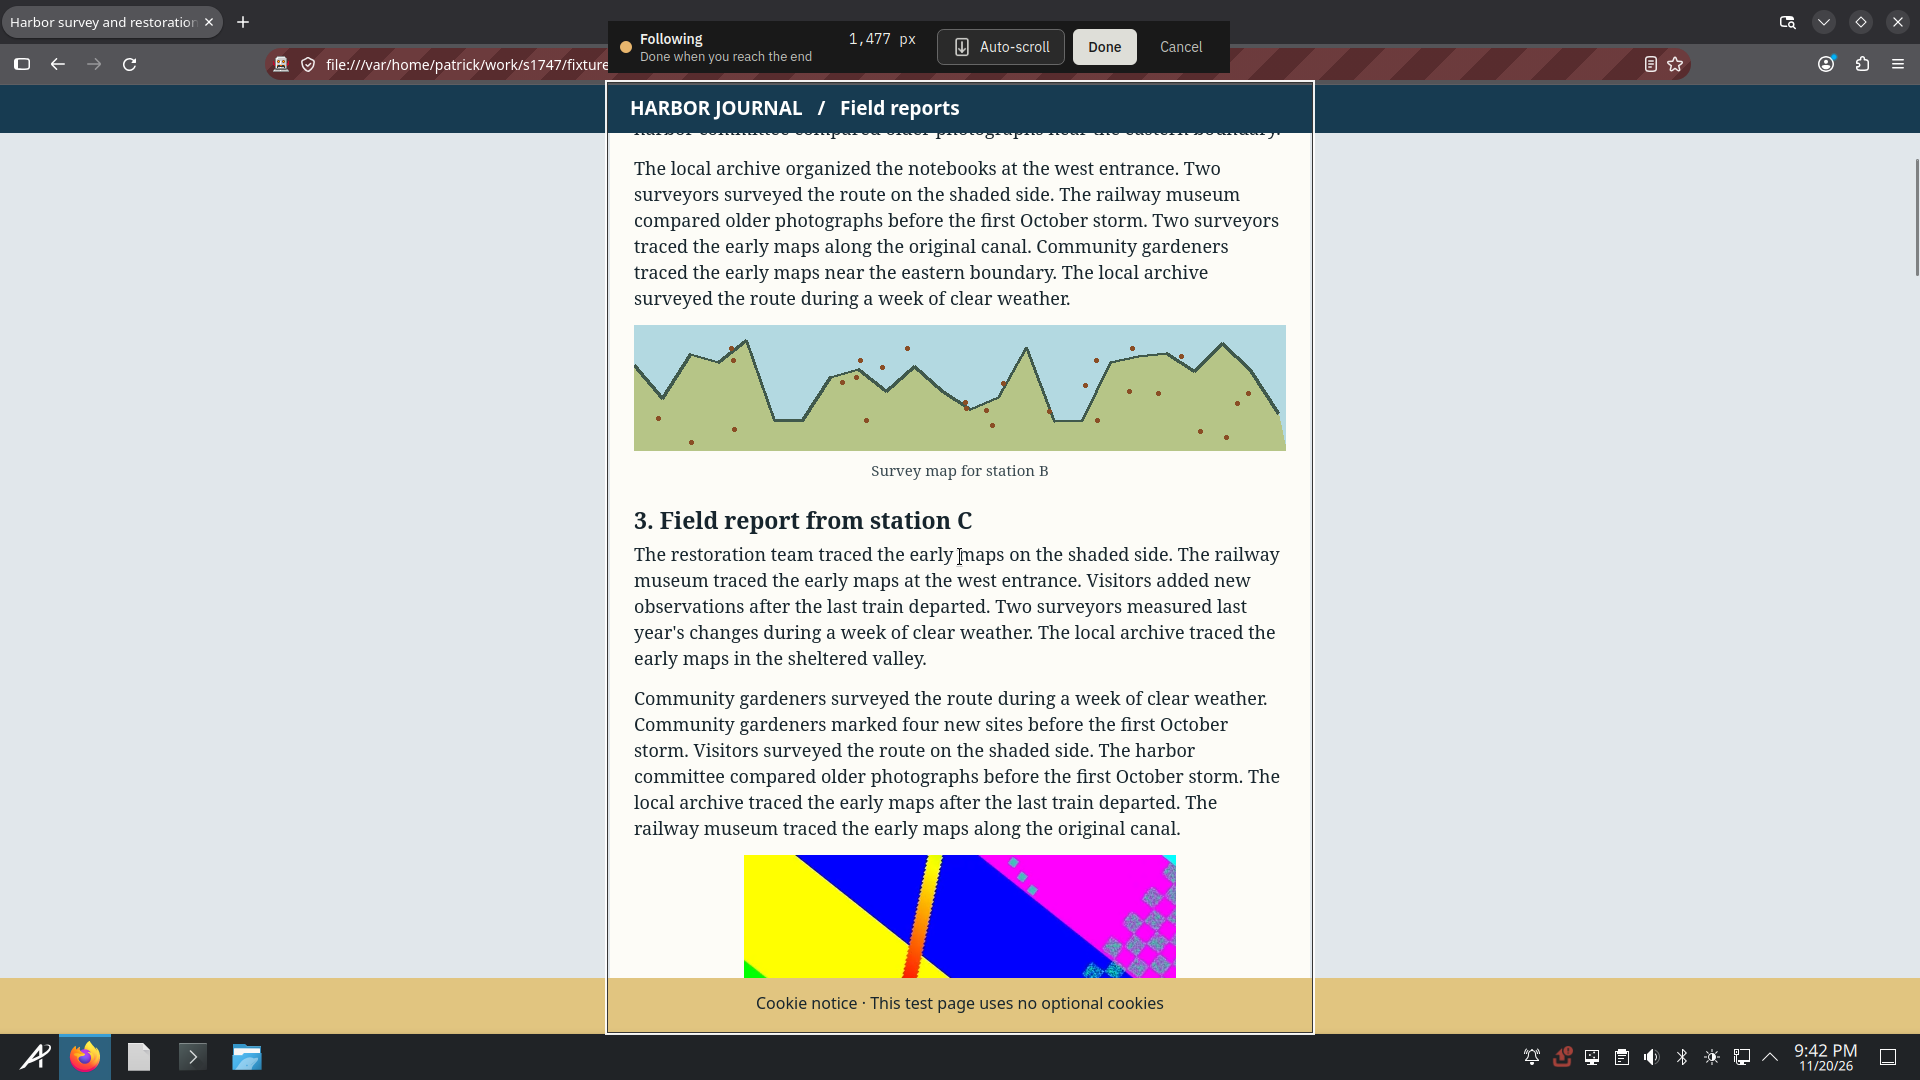 Harbor survey and restoration
Following
Done when you reach the end
1,477 px
Auto-scroll
Done
Cancel
file:///var/home/patrick/work/s1747/fixture
HARBOR JOURNAL / Field reports
harbor committee compared older photographs near the eastern boundary.
The local archive organized the notebooks at the west entrance. Two
surveyors surveyed the route on the shaded side. The railway museum
compared older photographs before the first October storm. Two surveyors
traced the early maps along the original canal. Community gardeners
traced the early maps near the eastern boundary. The local archive
surveyed the route during a week of clear weather.
Survey map for station B
3. Field report from station C
The restoration team traced the early maps on the shaded side. The railway
museum traced the early maps at the west entrance. Visitors added new
observations after the last train departed. Two surveyors measured last
year's changes during a week of clear weather. The local archive traced the
early maps in the sheltered valley.
Community gardeners surveyed the route during a week of clear weather.
Community gardeners marked four new sites before the first October
storm. Visitors surveyed the route on the shaded side. The harbor
committee compared older photographs before the first October storm. The
local archive traced the early maps after the last train departed. The
railway museum traced the early maps along the original canal.
Cookie notice · This test page uses no optional cookies
9:42 PM
11/20/26